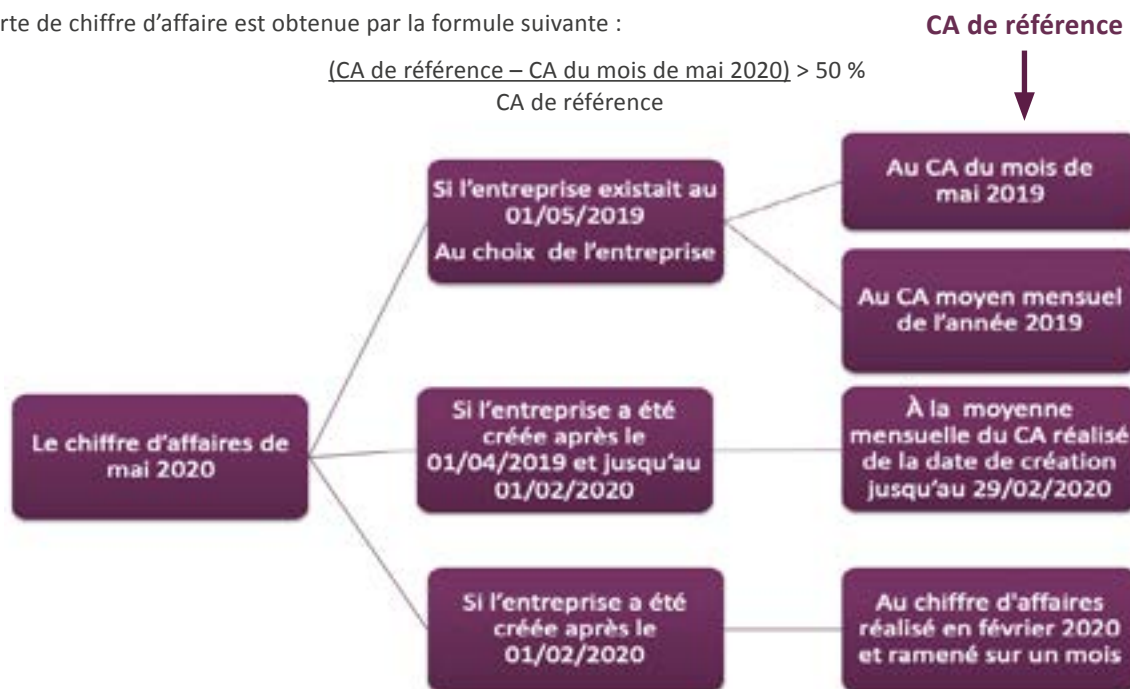 rte de chiffre d’affaire est obtenue par la formule suivante :
CA de référence
(CA de référence – CA du mois de mai 2020) > 50 %
CA de référence
Si l’entreprise existait au
01/05/2019
Au choix de l’entreprise
Au CA du mois de
mai 2019
Au CA moyen mensuel
de l’année 2019
Le chiffre d’affaires de
mai 2020
Si l’entreprise a été
créée après le
01/04/2019 et jusqu’au
01/02/2020
À la moyenne
mensuelle du CA réalisé
de la date de création
jusqu’au 29/02/2020
Si l’entreprise a été
créée après le
01/02/2020
Au chiffre d'affaires
réalisé en février 2020
et ramené sur un mois